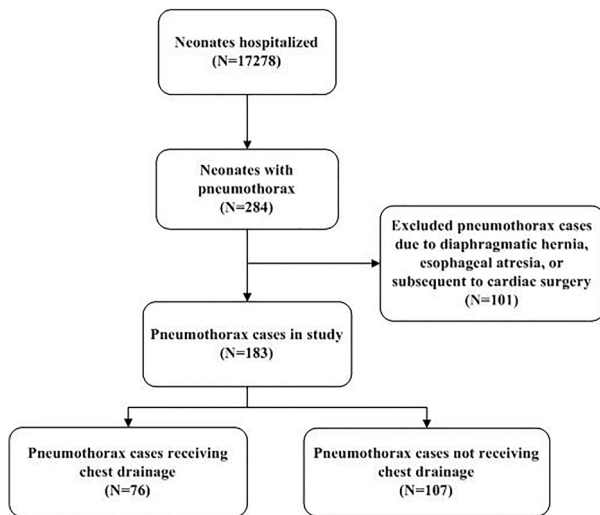 Neonates hospitalized
(N=17278)
Neonates with
pneumothorax
(N=284)
Excluded pneumothorax cases
due to diaphragmatic hernia,
esophageal atresia, or
subsequent to cardiac surgery
(N=101)
Pneumothorax cases in study
(N=183)
Pneumothorax cases receiving
chest drainage
(N=76)
Pneumothorax cases not receiving
chest drainage
(N=107)